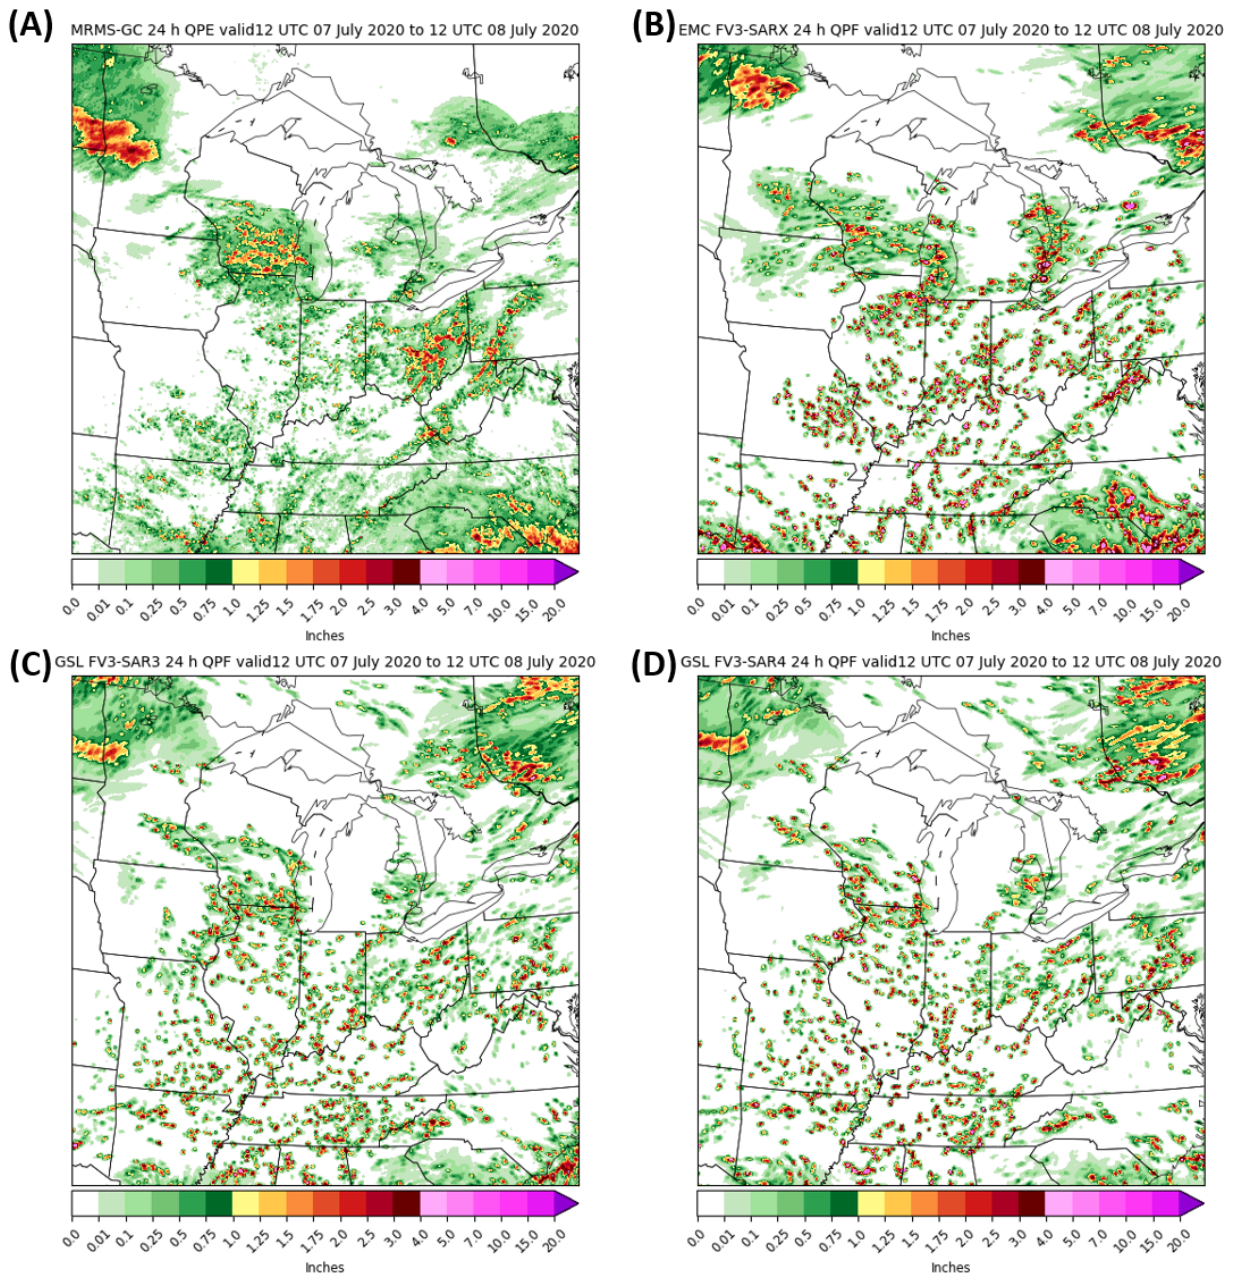 (A)
MRMS-GC 24 h QPE valid12 UTC 07 July 2020 to 12 UTC 08 July 2020
0.0 0.01 0.1 0.25 0.5 0.75 1.0 1.25 1.5 1.75 2.0 2.5 3.0 4.0 5.0 7.0 10.0 15.0 20.0
Inches
(B)
EMC FV3-SARX 24 h QPF valid12 UTC 07 July 2020 to 12 UTC 08 July 2020
0.0 0.01 0.1 0.25 0.5 0.75 1.0 1.25 1.5 1.75 2.0 2.5 3.0 4.0 5.0 7.0 10.0 15.0 20.0
Inches
(C)
GSL FV3-SAR3 24 h QPF valid12 UTC 07 July 2020 to 12 UTC 08 July 2020
0.0 0.01 0.1 0.25 0.5 0.75 1.0 1.25 1.5 1.75 2.0 2.5 3.0 4.0 5.0 7.0 10.0 15.0 20.0
Inches
(D)
GSL FV3-SAR4 24 h QPF valid12 UTC 07 July 2020 to 12 UTC 08 July 2020
0.0 0.01 0.1 0.25 0.5 0.75 1.0 1.25 1.5 1.75 2.0 2.5 3.0 4.0 5.0 7.0 10.0 15.0 20.0
Inches